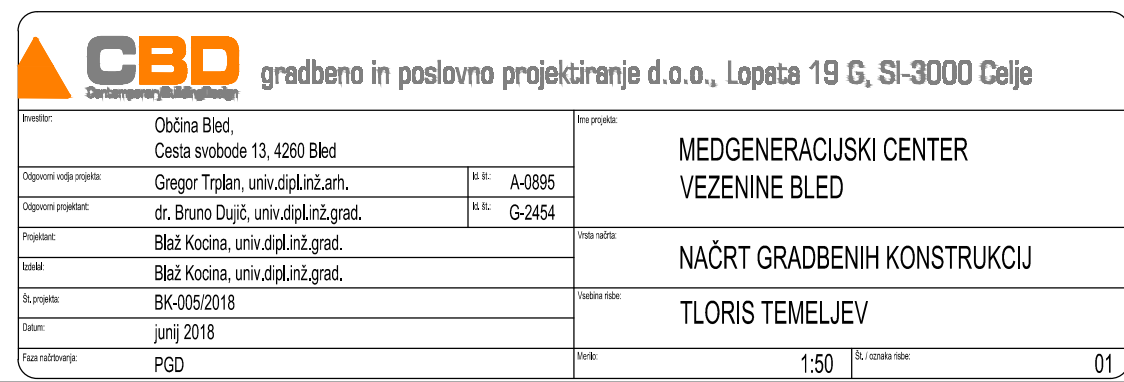 CBD
ContemporaryBuildingDesign
gradbeno in poslovno projektiranje d.o.o., Lopata 19 G, SI-3000 Celje
Investitor:
Občina Bled,
Cesta svobode 13, 4260 Bled
Odgovorni vodja projekta:
Gregor Trplan, univ.dipl.inž.arh.
Id. št.:
A-0895
Odgovorni projektant:
dr. Bruno Dujič, univ.dipl.inž.grad.
Id. št.:
G-2454
Projektant:
Blaž Kocina, univ.dipl.inž.grad.
Izdelal:
Blaž Kocina, univ.dipl.inž.grad.
Št. projekta:
BK-005/2018
Datum:
junij 2018
Faza načrtovanja:
PGD
Ime projekta:
MEDGENERACIJSKI CENTER
VEZENINE BLED
Vrsta načrta:
NAČRT GRADBENIH KONSTRUKCIJ
Vsebina risbe:
TLORIS TEMELJEV
Merilo:
1:50
Št. / oznaka risbe:
01